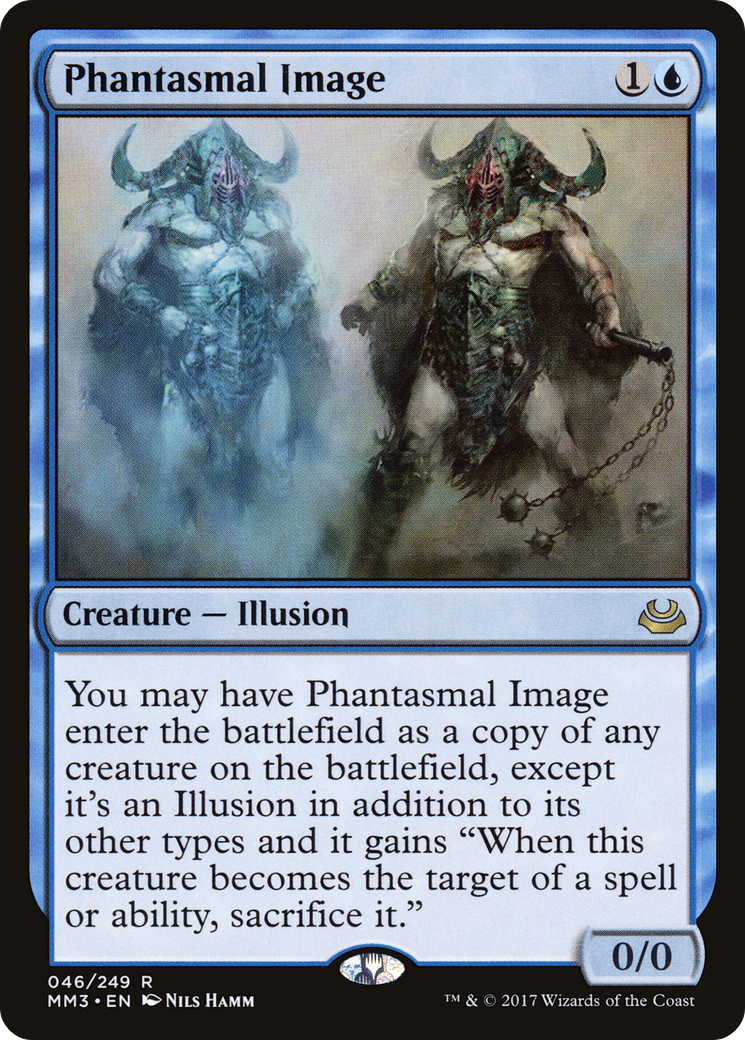 Phantasmal Image 1
Creature — Illusion
You may have Phantasmal Image
enter the battlefield as a copy of any
creature on the battlefield, except
it's an Illusion in addition to its
other types and it gains “When this
creature becomes the target of a spell
or ability, sacrifice it.”
0/0
046/249 R
MM3 • EN Nils Hamm
™ & © 2017 Wizards of the Coast